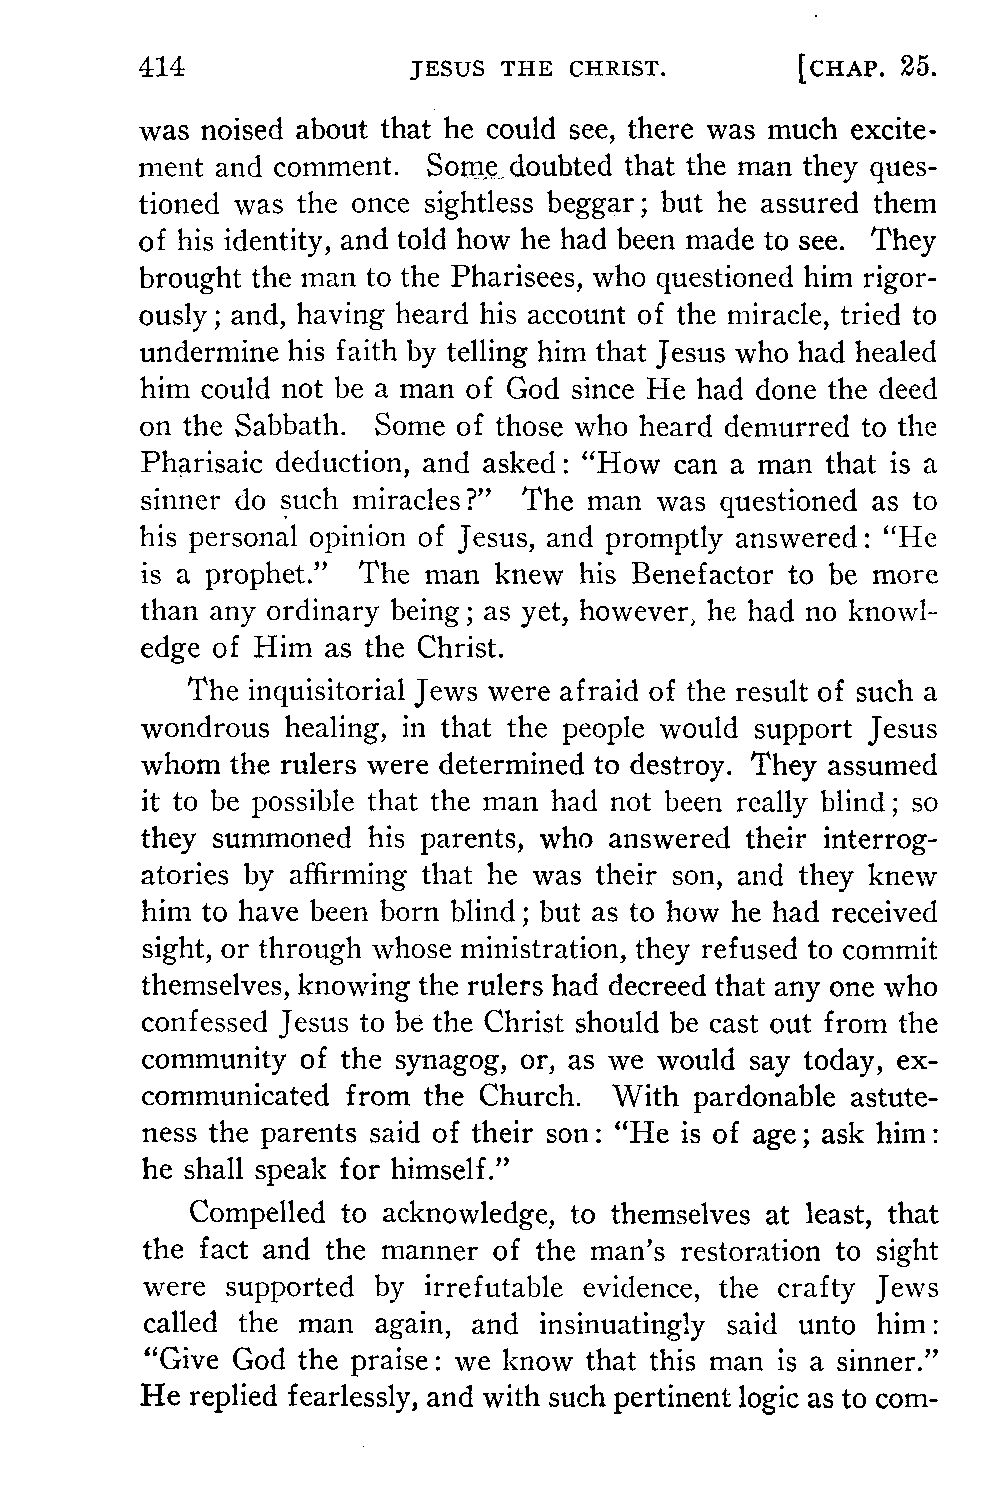 414 JESUS THE CHRIST. [CHAP. 25.
was noised about that he could see, there was much excite-
ment and comment. Some doubted that the man they ques-
tioned was the once sightless beggar; but he assured them
of his identity, and told how he had been made to see. They
brought the man to the Pharisees, who questioned him rigor-
ously; and, having heard his account of the miracle, tried to
undermine his faith by telling him that Jesus who had healed
him could not be a man of God since He had done the deed
on the Sabbath. Some of those who heard demurred to the
Pharisaic deduction, and asked: "How can a man that is a
sinner do such miracles?" The man was questioned as to
his personal opinion of Jesus, and promptly answered: "He
is a prophet." The man knew his Benefactor to be more
than any ordinary being; as yet, however, he had no knowl-
edge of Him as the Christ.
The inquisitorial Jews were afraid of the result of such a
wondrous healing, in that the people would support Jesus
whom the rulers were determined to destroy. They assumed
it to be possible that the man had not been really blind; so
they summoned his parents, who answered their interrog-
atories by affirming that he was their son, and they knew
him to have been born blind; but as to how he had received
sight, or through whose ministration, they refused to commit
themselves, knowing the rulers had decreed that any one who
confessed Jesus to be the Christ should be cast out from the
community of the synagog, or, as we would say today, ex-
communicated from the Church. With pardonable astute-
ness the parents said of their son: "He is of age; ask him:
he shall speak for himself."
Compelled to acknowledge, to themselves at least, that
the fact and the manner of the man's restoration to sight
were supported by irrefutable evidence, the crafty Jews
called the man again, and insinuatingly said unto him:
"Give God the praise: we know that this man is a sinner."
He replied fearlessly, and with such pertinent logic as to com-